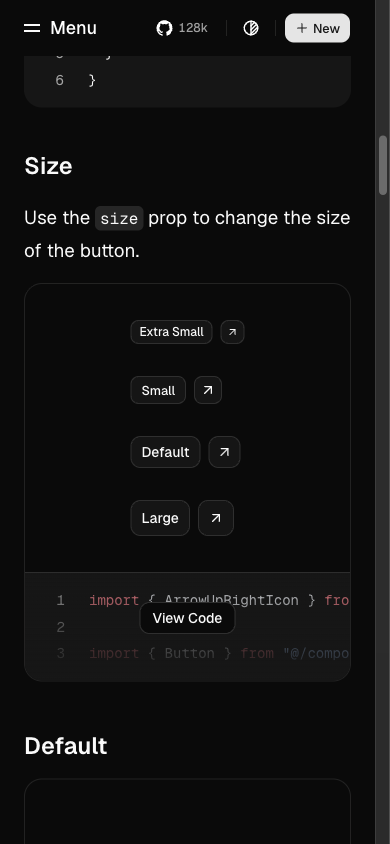 Menu
128k
+ New
6 }
Size
Use the size prop to change the size
of the button.
Extra Small
Small
Default
Large
1 import { ArrowUpRightIcon } fro
2
View Code
3 import { Button } from "@/compo
Default